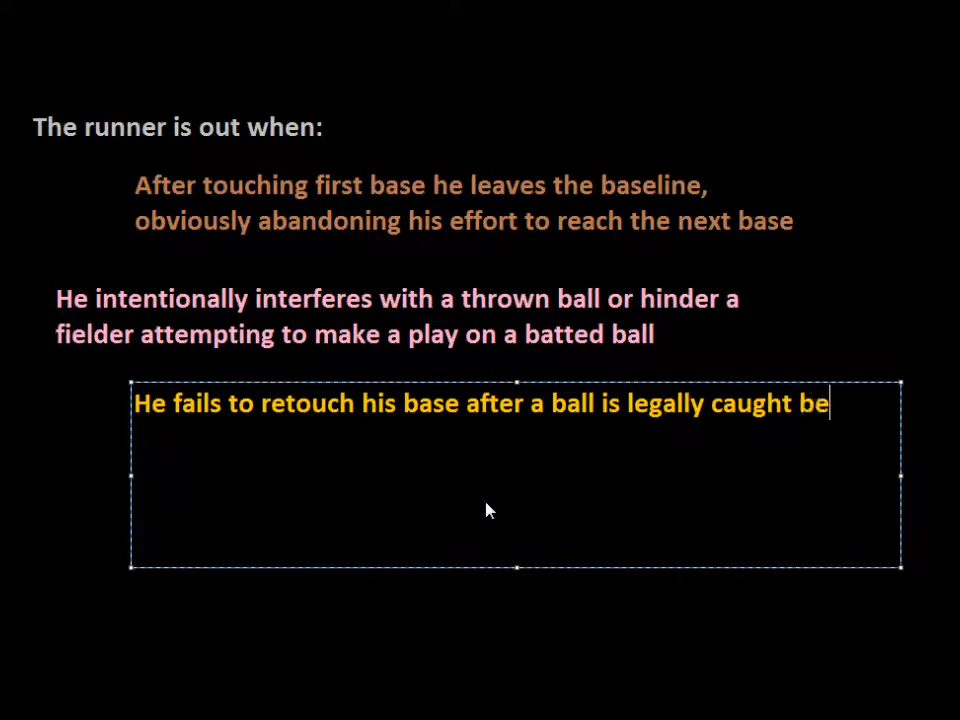 The runner is out when:
After touching first base he leaves the baseline,
obviously abandoning his effort to reach the next base
He intentionally interferes with a thrown ball or hinder a
fielder attempting to make a play on a batted ball
He fails to retouch his base after a ball is legally caught be